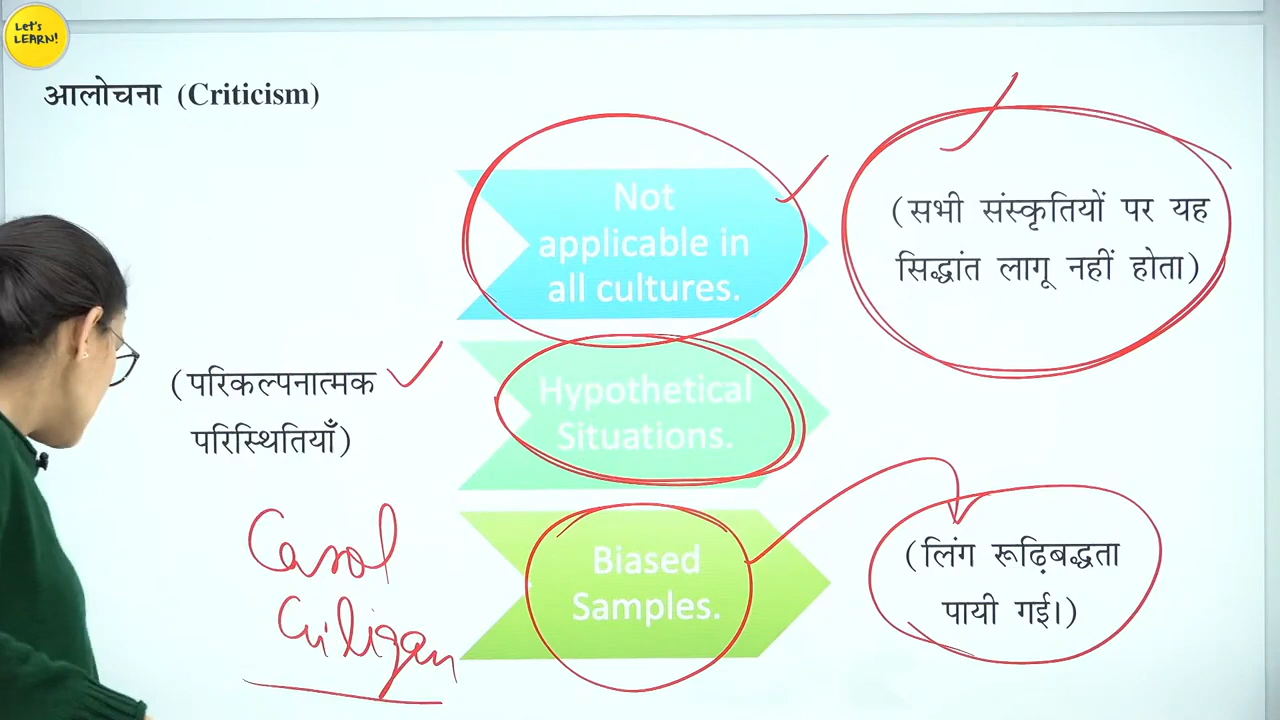 Let's
LEARN!
आलोचना (Criticism)
Not
applicable in
all cultures.
(सभी संस्कृतियों पर यह
सिद्धांत लागू नहीं होता)
(परिकल्पनात्मक
परिस्थितियाँ)
Hypothetical
Situations.
Carol
Giligan
Biased
Samples.
(लिंग रूढ़िबद्धता
पायी गई।)